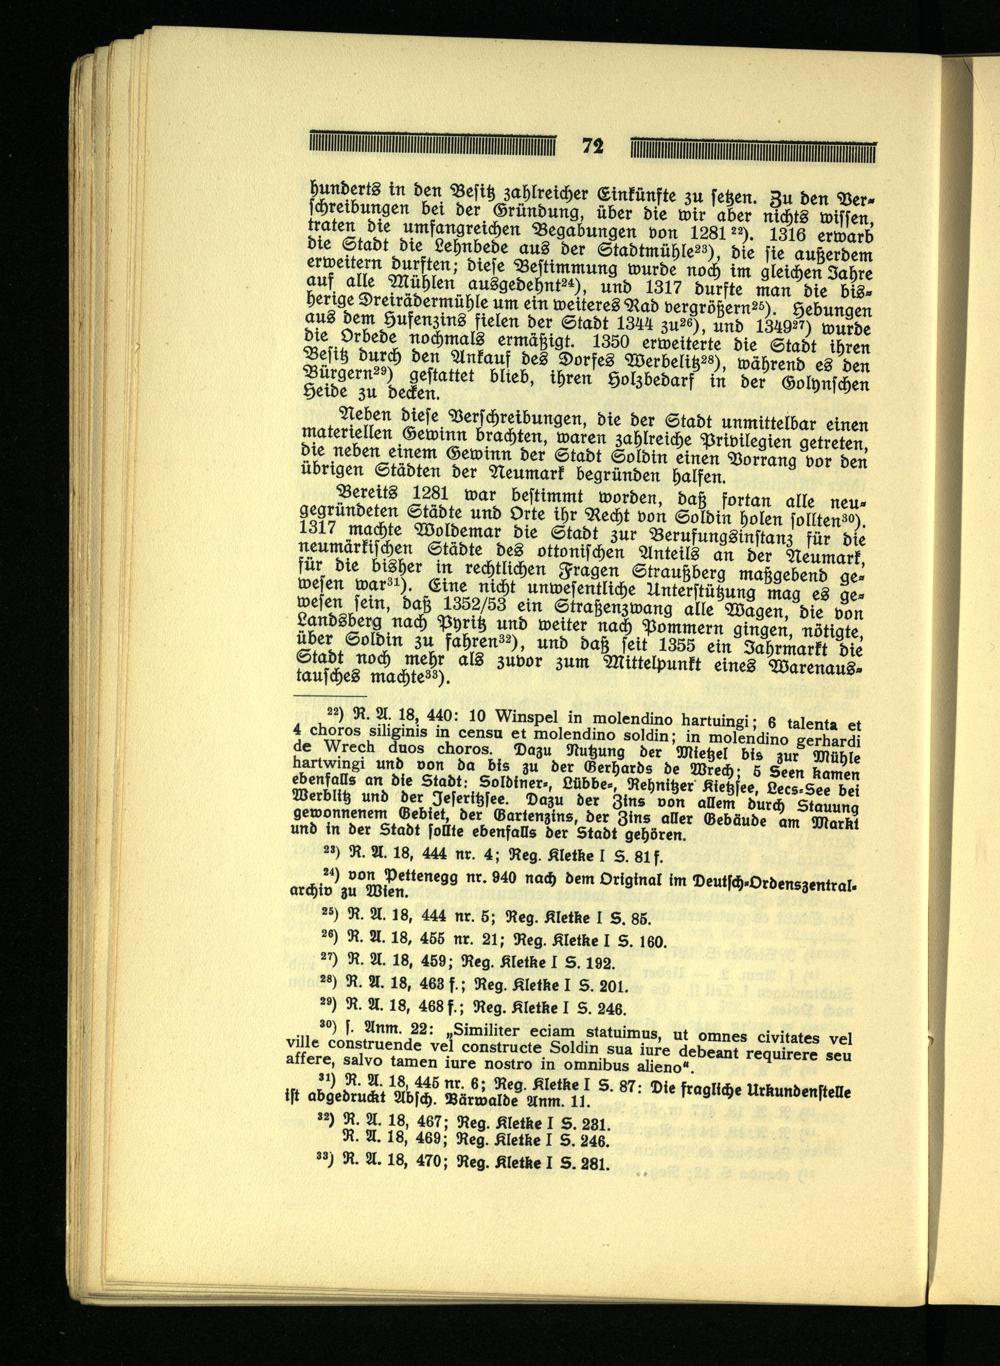 72
hunderts in den Besitz zahlreicher Einkünfte zu setzen. Zu den Ver-
schreibungen bei der Gründung, über die wir aber nichts wissen,
traten die umfangreichen Begabungen von 1281²²). 1316 erwarb
die Stadt die Lehnbede aus der Stadtmühle²³), die sie außerdem
erweitern durften; diese Bestimmung wurde noch im gleichen Jahre
auf alle Mühlen ausgedehnt²⁴), und 1317 durfte man die bis-
herige Dreirädermühle um ein weiteres Rad vergrößern²⁵). Hebungen
aus dem Hufenzins fielen der Stadt 1344 zu²⁶), und 1349²⁷) wurde
die Orbede nochmals ermäßigt. 1350 erweiterte die Stadt ihren
Besitz durch den Ankauf des Dorfes Werbelitz²⁸), während es den
Bürgern²⁹) gestattet blieb, ihren Holzbedarf in der Golynschen
Heide zu decken.
Neben diese Verschreibungen, die der Stadt unmittelbar einen
materiellen Gewinn brachten, waren zahlreiche Privilegien getreten,
die neben einem Gewinn der Stadt Soldin einen Vorrang vor den
übrigen Städten der Neumark begründen halfen.
Bereits 1281 war bestimmt worden, daß fortan alle neu-
gegründeten Städte und Orte ihr Recht von Soldin holen sollten³⁰).
1317 machte Woldemar die Stadt zur Berufungsinstanz für die
neumärkischen Städte des ottonischen Anteils an der Neumark,
für die bisher in rechtlichen Fragen Straußberg maßgebend ge-
wesen war³¹). Eine nicht unwesentliche Unterstützung mag es ge-
wesen sein, daß 1352/53 ein Straßenzwang alle Wagen, die von
Landsberg nach Pyritz und weiter nach Pommern gingen, nötigte,
über Soldin zu fahren³²), und daß seit 1355 ein Jahrmarkt die
Stadt noch mehr als zuvor zum Mittelpunkt eines Warenaus-
tausches machte³³).
²²) R. A. 18, 440: 10 Winspel in molendino hartuingi; 6 talenta et
4 choros siliginis in censu et molendino soldin; in molendino gerhardi
de Wrech duos choros. Dazu Nutzung der Mietzel bis zur Mühle
hartwingi und von da bis zu der Gerhards de Wrech; 5 Seen kamen
ebenfalls an die Stadt: Soldiner-, Lübbe-, Rehnitzer Kietzsee, Lecs-See bei
Werblitz und der Jeseritzsee. Dazu der Zins von allem durch Stauung
gewonnenem Gebiet, der Gartenzins, der Zins aller Gebäude am Markt
und in der Stadt sollte ebenfalls der Stadt gehören.
²³) R. A. 18, 444 nr. 4; Reg. Kletke I S. 81 f.
²⁴) von Pettenegg nr. 940 nach dem Original im Deutsch-Ordenszentral-
archiv zu Wien.
²⁵) R. A. 18, 444 nr. 5; Reg. Kletke I S. 85.
²⁶) R. A. 18, 455 nr. 21; Reg. Kletke I S. 160.
²⁷) R. A. 18, 459; Reg. Kletke I S. 192.
²⁸) R. A. 18, 463 f.; Reg. Kletke I S. 201.
²⁹) R. A. 18, 468 f.; Reg. Kletke I S. 246.
³⁰) s. Anm. 22: „Similiter eciam statuimus, ut omnes civitates vel
ville construende vel constructe Soldin sua iure debeant requirere seu
affere, salvo tamen iure nostro in omnibus alieno“.
³¹) R. A. 18, 445 nr. 6; Reg. Kletke I S. 87: Die fragliche Urkundenstelle
ist abgedruckt Absch. Bärwalde Anm. 11.
³²) R. A. 18, 467; Reg. Kletke I S. 231.
R. A. 18, 469; Reg. Kletke I S. 246.
³³) R. A. 18, 470; Reg. Kletke I S. 281.